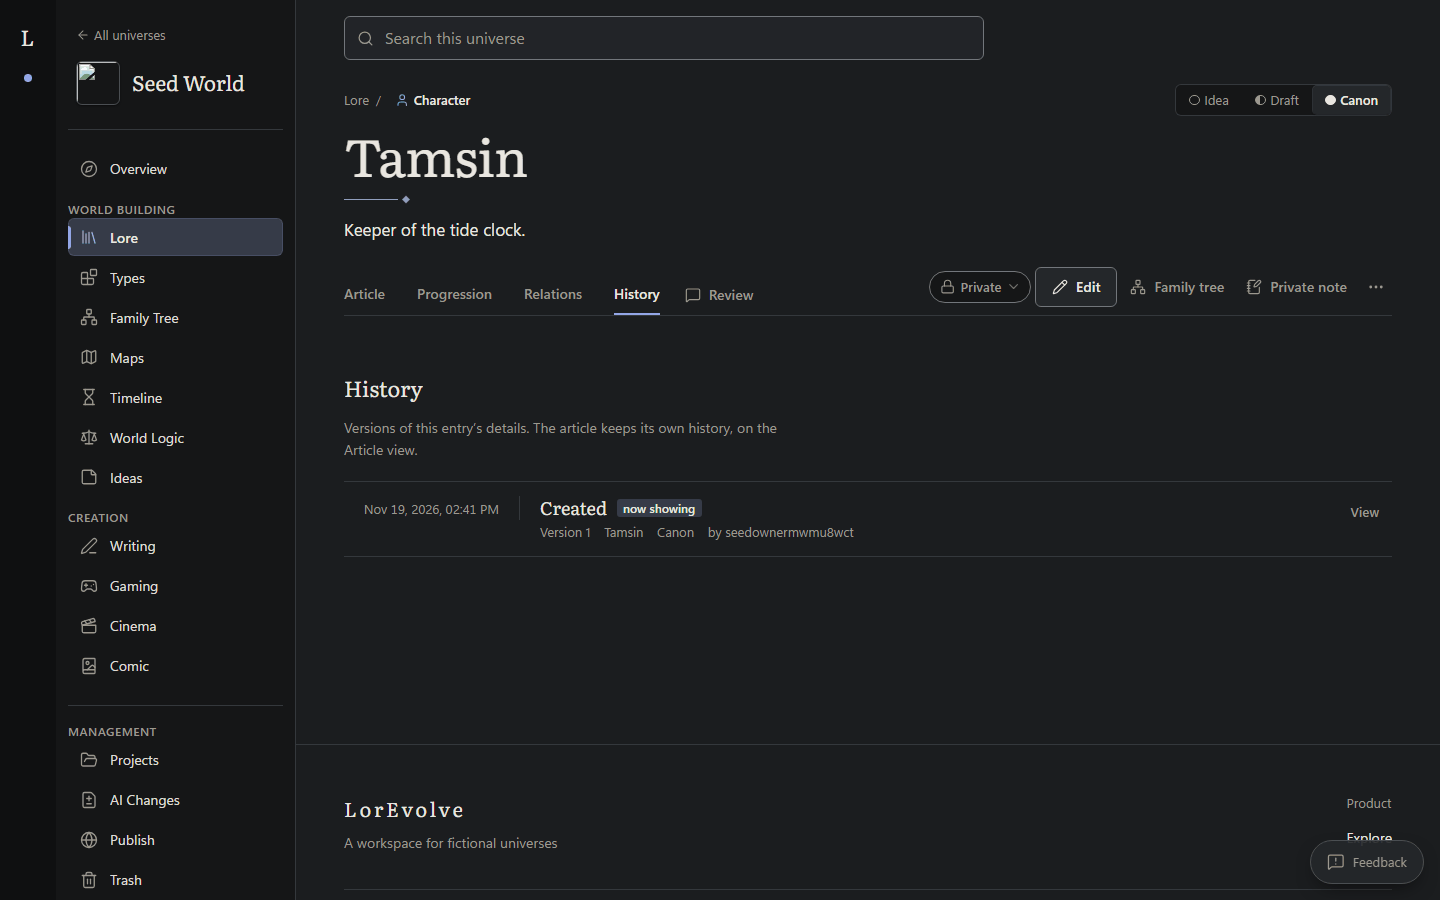 L
All universes
Seed World
Overview
WORLD BUILDING
Lore
Types
Family Tree
Maps
Timeline
World Logic
Ideas
CREATION
Writing
Gaming
Cinema
Comic
MANAGEMENT
Projects
AI Changes
Publish
Trash
Search this universe
Lore / Character
Idea Draft Canon
Tamsin
Keeper of the tide clock.
Article Progression Relations History Review
Private Edit Family tree Private note
History
Versions of this entry’s details. The article keeps its own history, on the
Article view.
Nov 19, 2026, 02:41 PM
Created now showing
Version 1 Tamsin Canon by seedownermwmu8wct
View
LorEvolve
A workspace for fictional universes
Product
Explore
Feedback